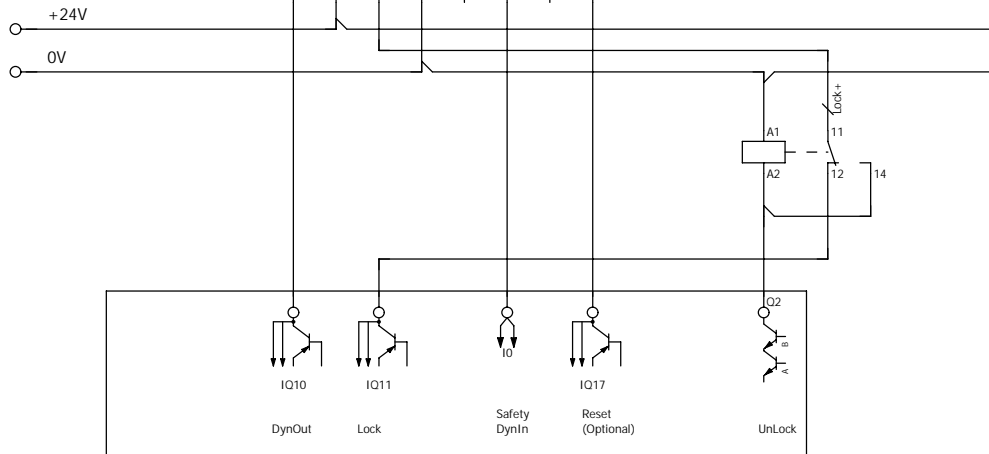 +24V
0V
Lock+
A1
11
A2
12
14
Q2
B
A
I0
IQ10
IQ11
IQ17
DynOut
Lock
Safety
DynIn
Reset
(Optional)
UnLock